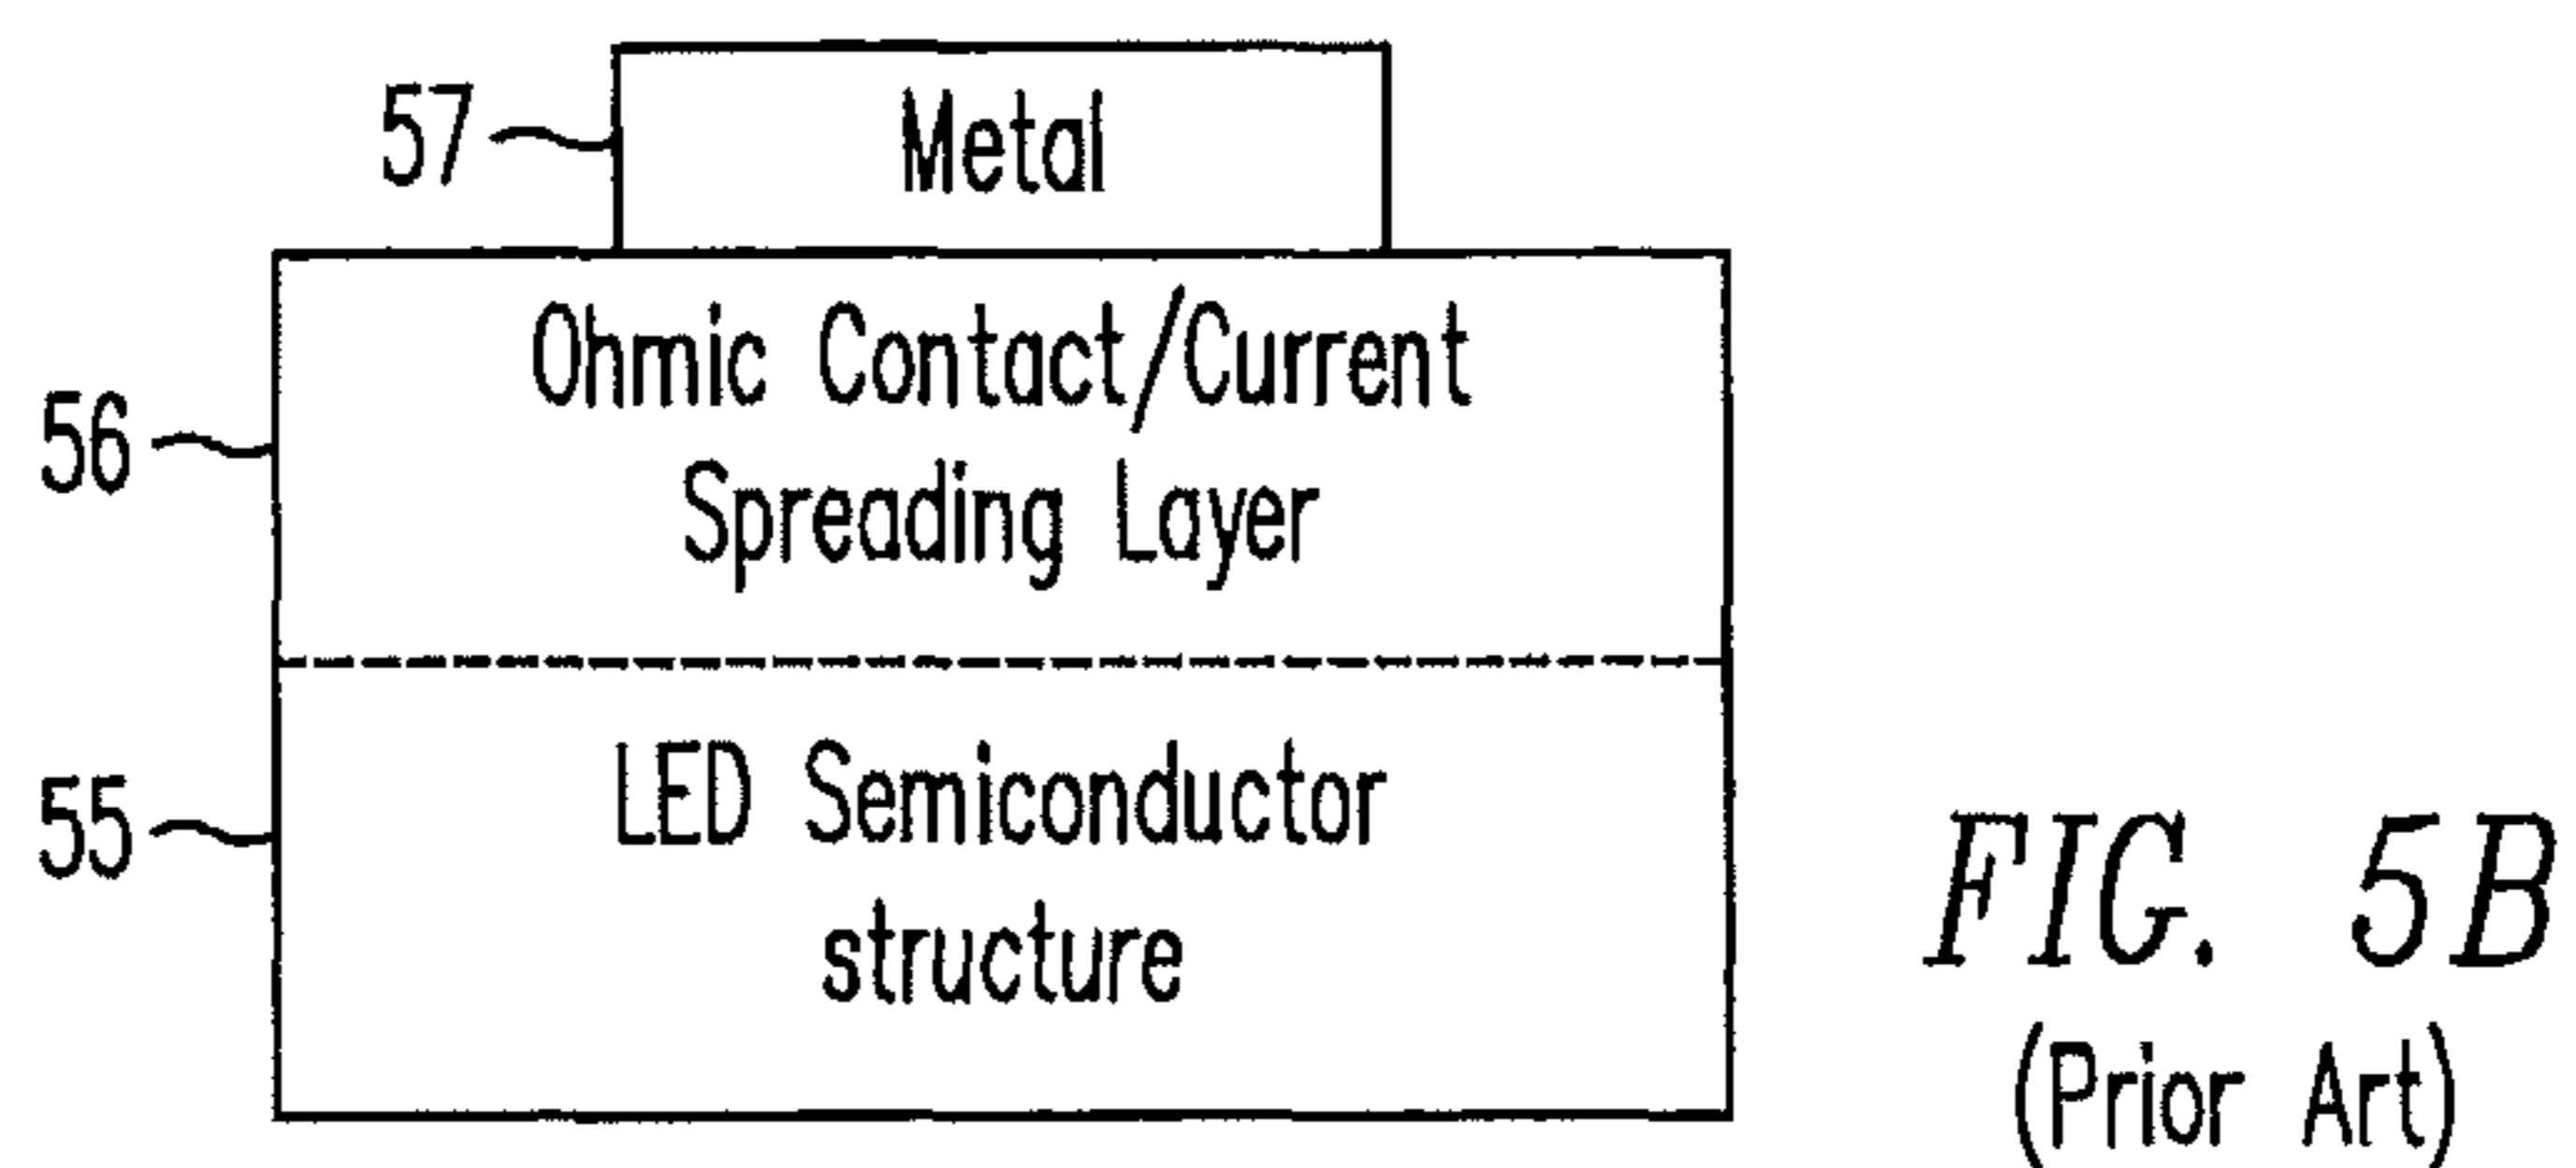 57
Metal
56
Ohmic Contact/Current
Spreading Layer
55
LED Semiconductor
structure
FIG. 5B
(Prior Art)